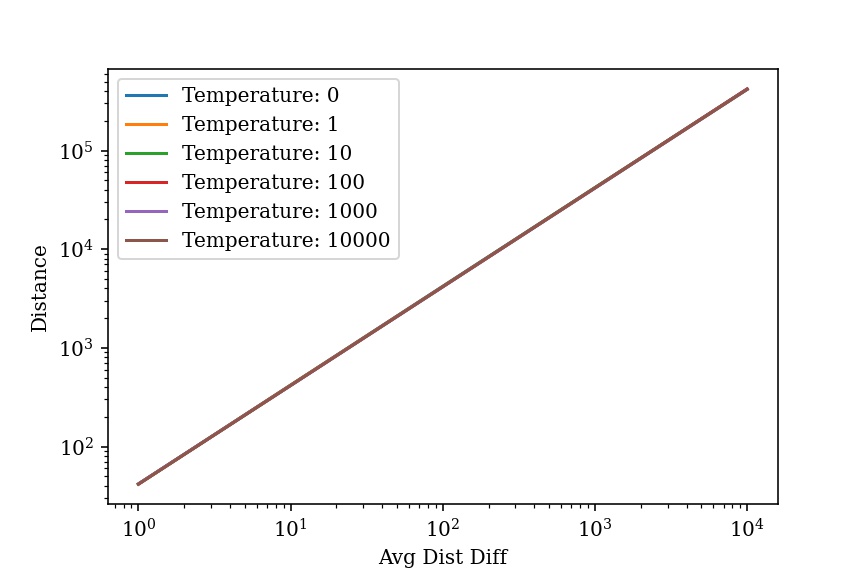 Temperature: 0
Temperature: 1
Temperature: 10
Temperature: 100
Temperature: 1000
Temperature: 10000
10⁵
10⁴
10³
10²
Distance
10⁰ 10¹ 10² 10³ 10⁴
Avg Dist Diff